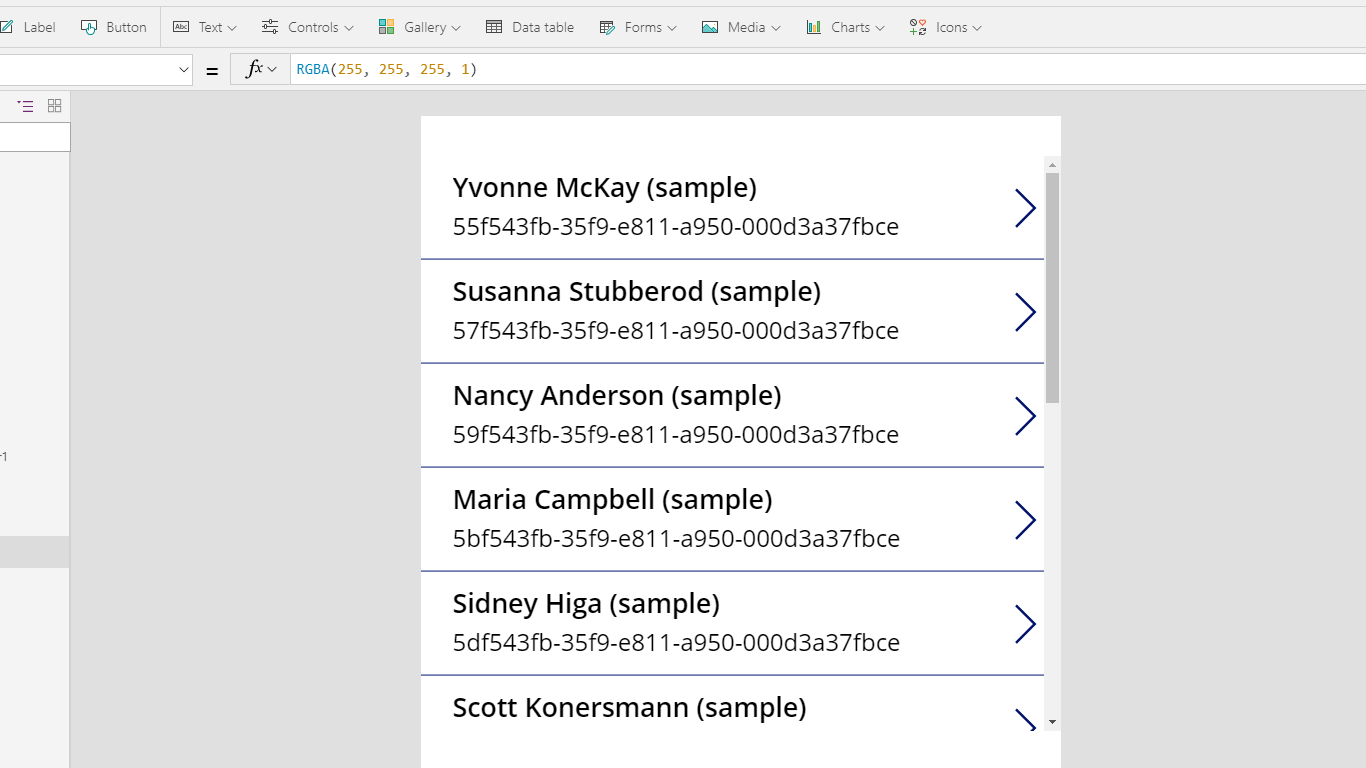 Label Button Text Controls Gallery Data table Forms Media Charts Icons
= fx RGBA(255, 255, 255, 1)
Yvonne McKay (sample)
55f543fb-35f9-e811-a950-000d3a37fbce
Susanna Stubberod (sample)
57f543fb-35f9-e811-a950-000d3a37fbce
Nancy Anderson (sample)
59f543fb-35f9-e811-a950-000d3a37fbce
Maria Campbell (sample)
5bf543fb-35f9-e811-a950-000d3a37fbce
Sidney Higa (sample)
5df543fb-35f9-e811-a950-000d3a37fbce
Scott Konersmann (sample)